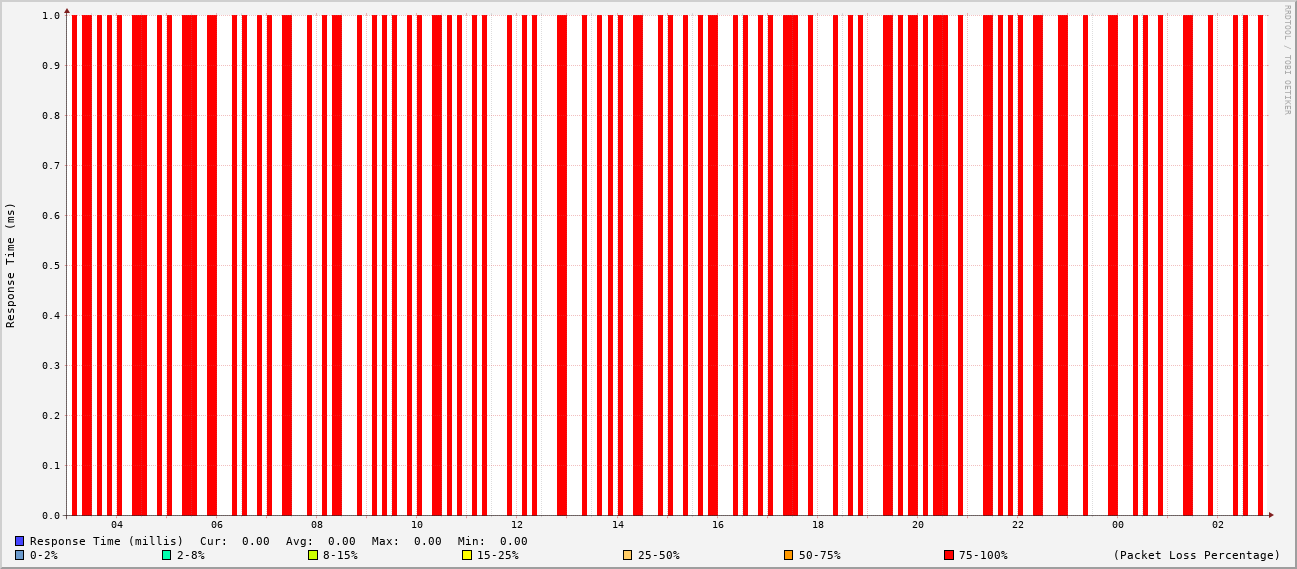 1.0
0.9
0.8
0.7
0.6
0.5
0.4
0.3
0.2
0.1
0.0
Response Time (ms)
RRDTOOL / TOBI OETIKER
04 06 08 10 12 14 16 18 20 22 00 02
Response Time (millis) Cur: 0.00 Avg: 0.00 Max: 0.00 Min: 0.00
0-2% 2-8% 8-15% 15-25% 25-50% 50-75% 75-100% (Packet Loss Percentage)